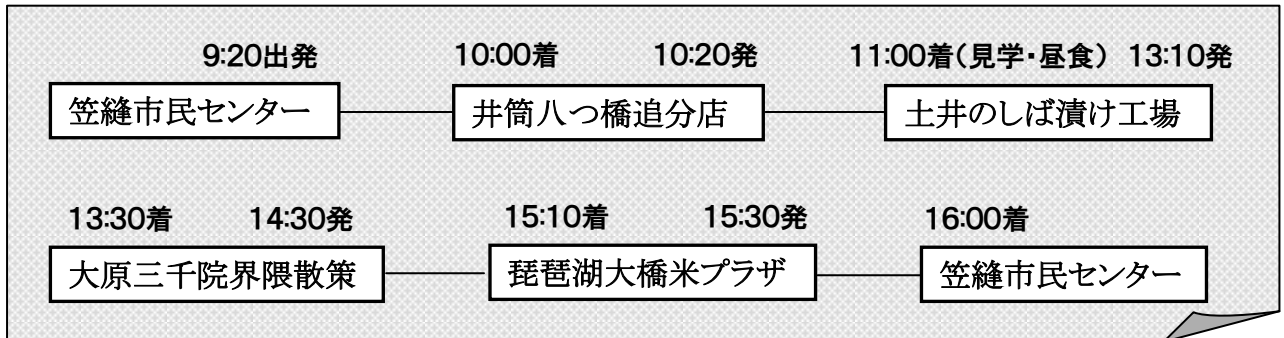 9:20出発 10:00着 10:20発 11:00着(見学・昼食) 13:10発
笠縫市民センター 井筒八つ橋追分店 土井のしば漬け工場
13:30着 14:30発 15:10着 15:30発 16:00着
大原三千院界隈散策 琵琶湖大橋米プラザ 笠縫市民センター